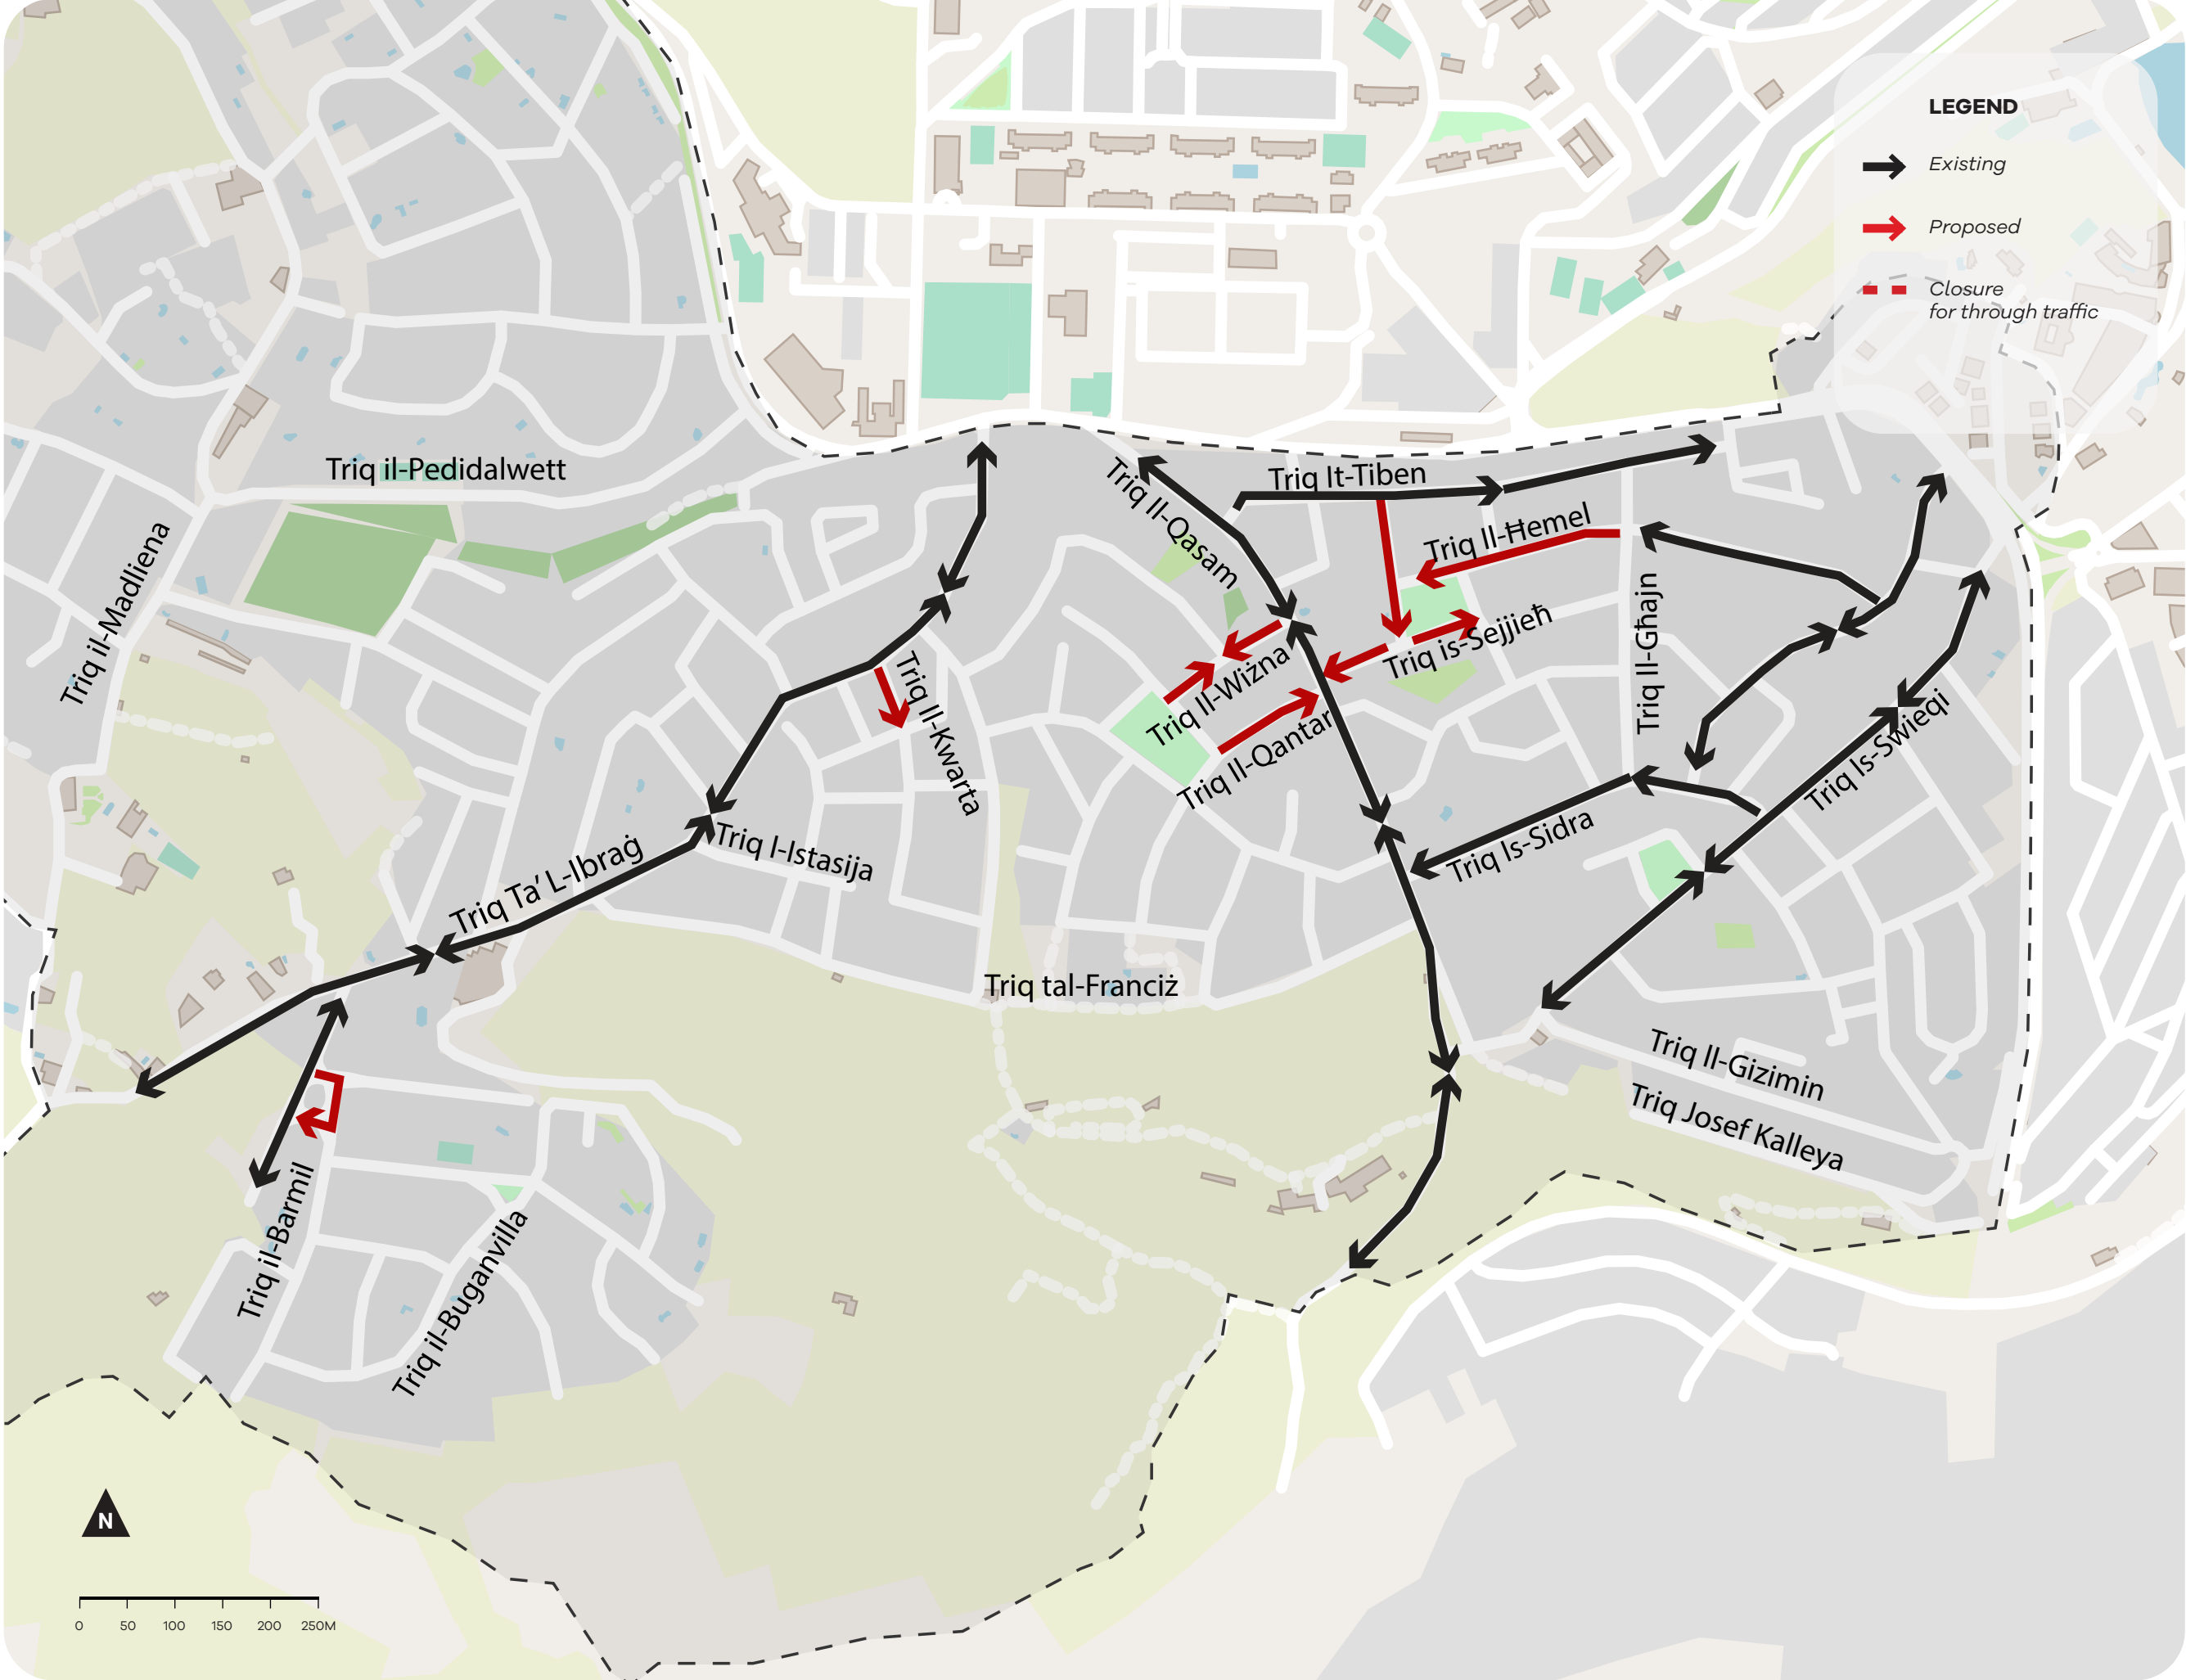 LEGEND
Existing
Proposed
Closure
for through traffic
Triq il-Pedidalwett
Triq Il-Qasam
Triq It-Tiben
Triq Il-Ħemel
Triq il-Madliena
Triq Il-Għajn
Triq is-Sejjieħ
Triq Il-Wiżna
Triq Il-Kwarta
Triq Il-Qantar
Triq Is-Swieqi
Triq Is-Sidra
Triq l-Istasija
Triq Ta' L-Ibraġ
Triq tal-Franciż
Triq Il-Gizimin
Triq Josef Kalleya
Triq il-Barmil
Triq il-Buganvilla
N
0 50 100 150 200 250M